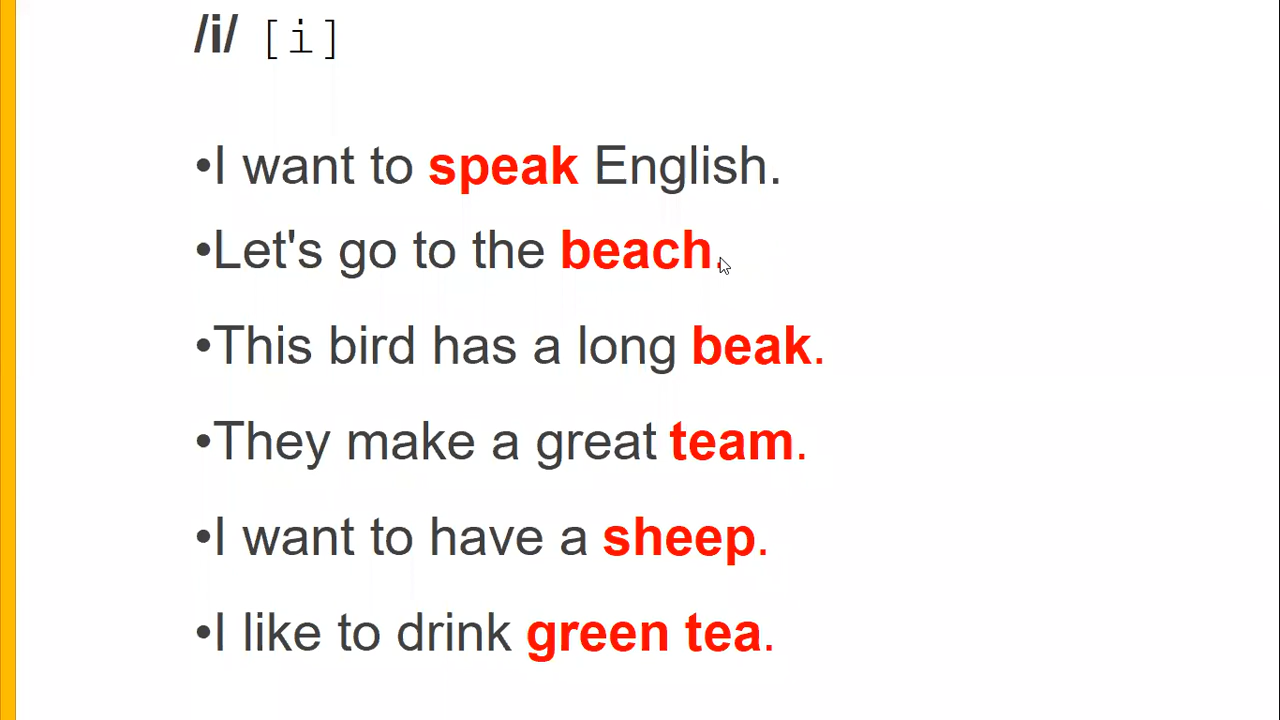 /i/ [i]
•I want to speak English.
•Let's go to the beach.
•This bird has a long beak.
•They make a great team.
•I want to have a sheep.
•I like to drink green tea.